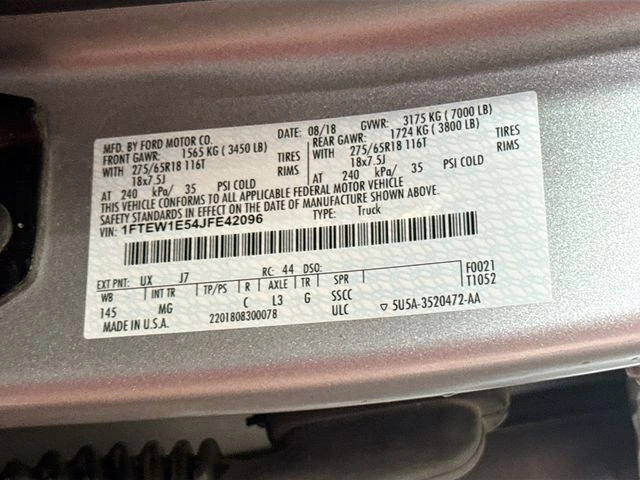 MFD. BY FORD MOTOR CO. DATE: 08/18 GVWR: 3175 KG ( 7000 LB)
FRONT GAWR: 1565 KG ( 3450 LB) REAR GAWR: 1724 KG ( 3800 LB)
WITH 275/65R18 116T TIRES WITH 275/65R18 116T TIRES
18x7.5J RIMS 18x7.5J RIMS
AT 240 kPa/ 35 PSI COLD AT 240 kPa/ 35 PSI COLD
THIS VEHICLE CONFORMS TO ALL APPLICABLE FEDERAL MOTOR VEHICLE
SAFETY STANDARDS IN EFFECT ON THE DATE OF MANUFACTURE SHOWN ABOVE.
VIN: 1FTEW1E54JFE42096 TYPE: Truck
EXT PNT: UX J7 RC: 44 DSO: F0021
WB INT TR TP/PS R AXLE TR SPR T1052
145 MG C L3 G SSCC
MADE IN U.S.A. 2201808300078 ULC ▽ 5U5A-3520472-AA